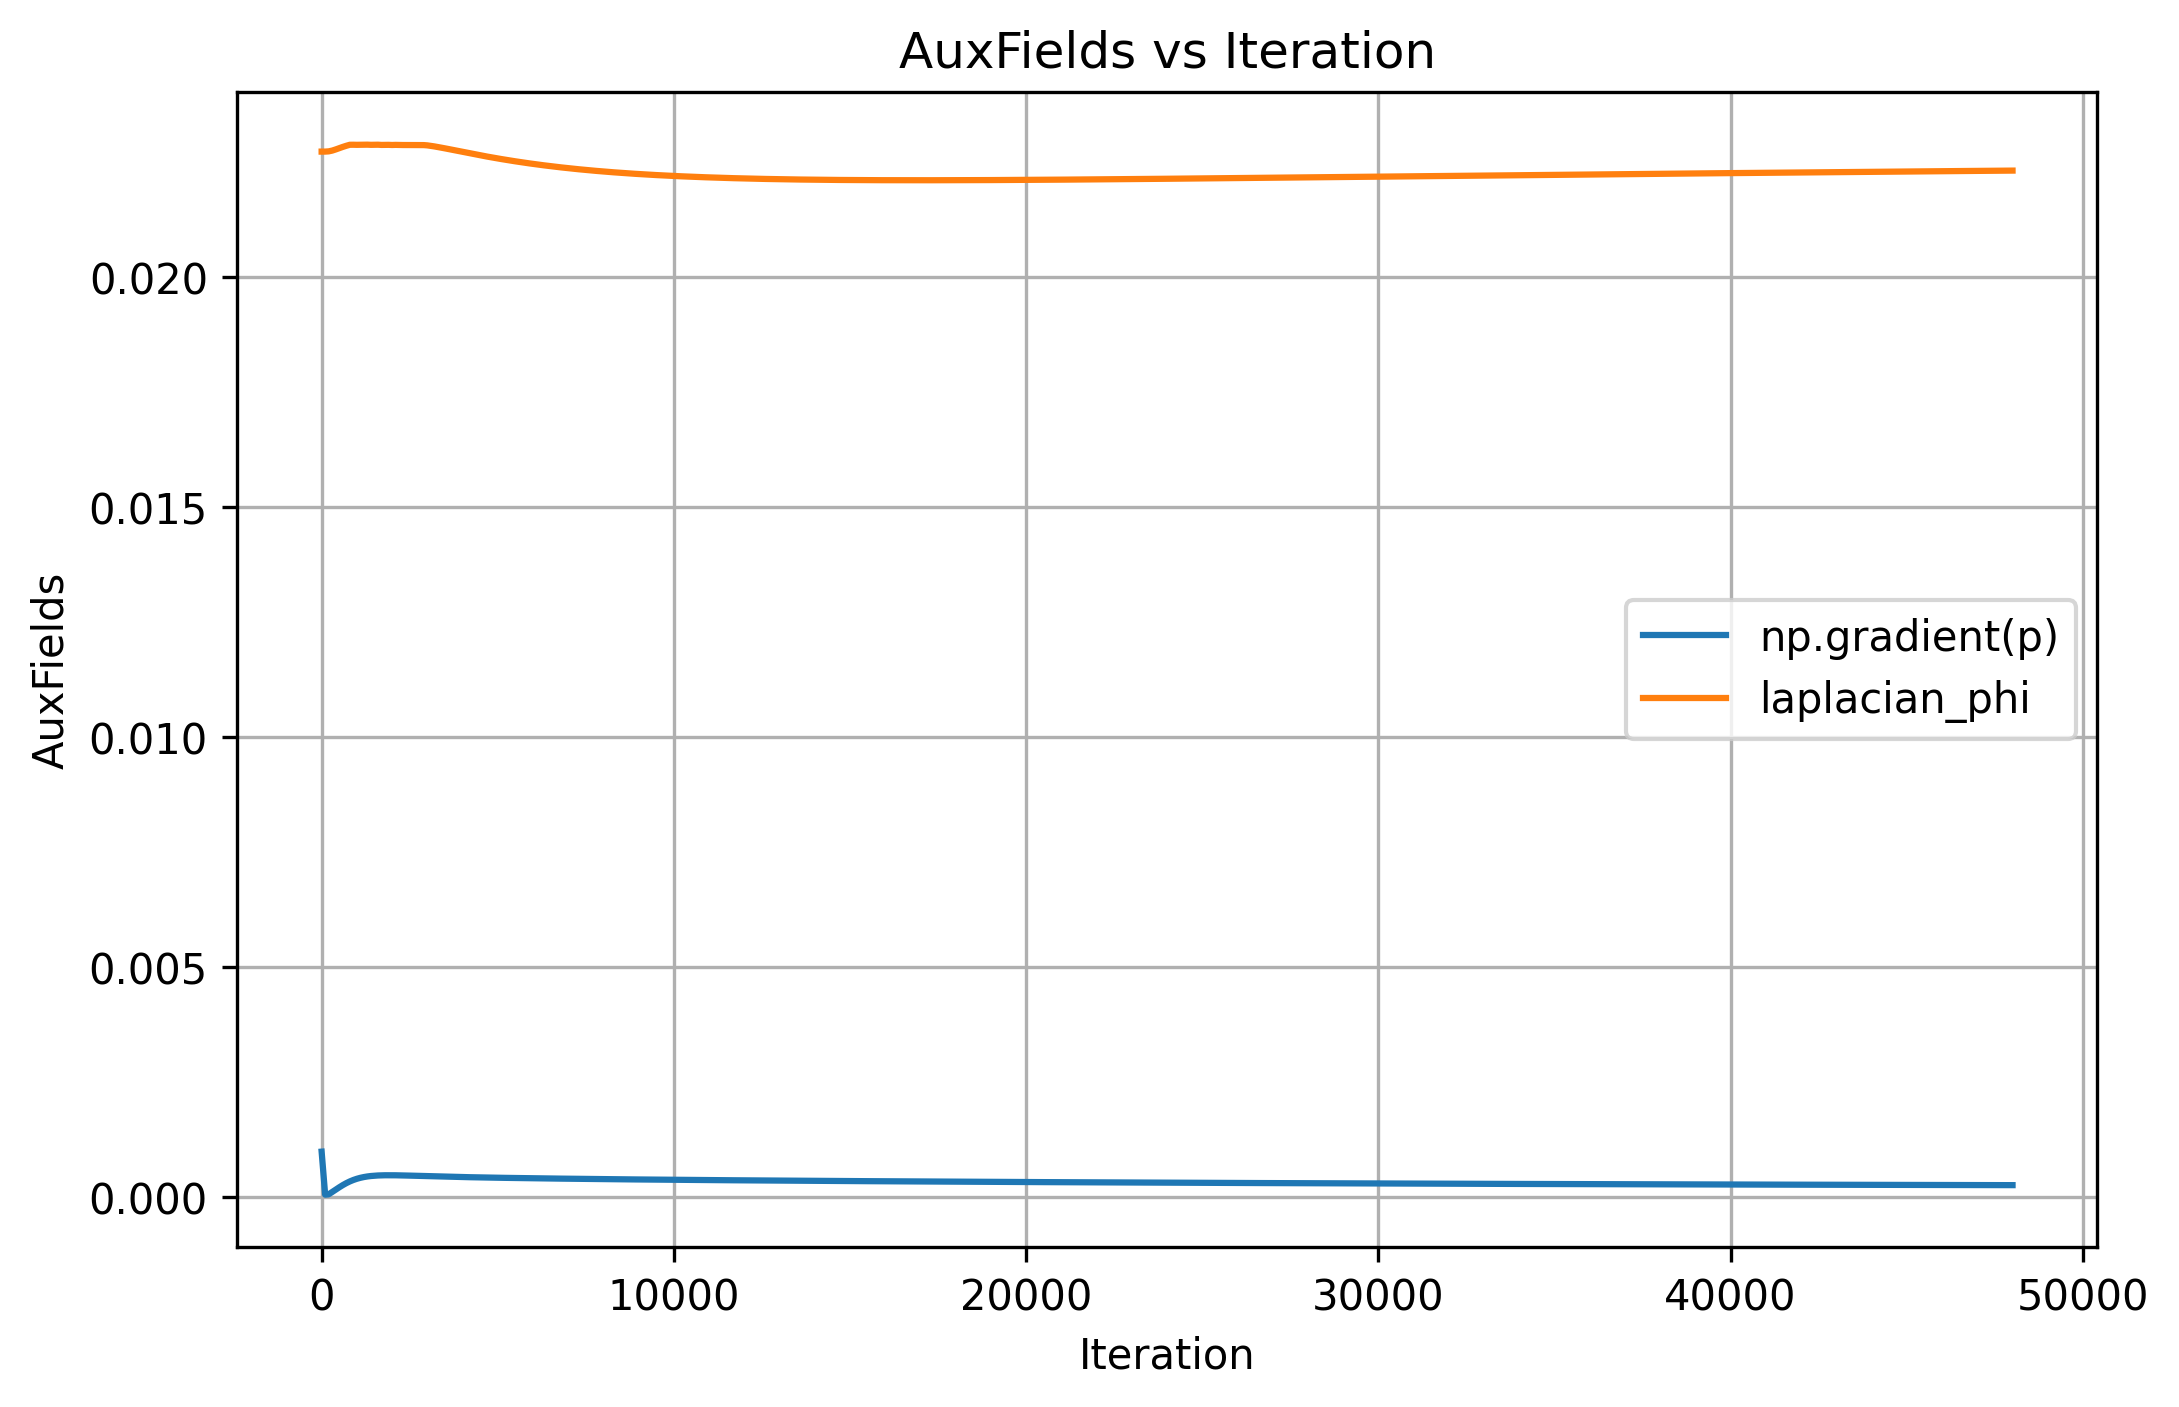 AuxFields vs Iteration
AuxFields
0.020
0.015
0.010
0.005
0.000
np.gradient(p)
laplacian_phi
0 10000 20000 30000 40000 50000
Iteration